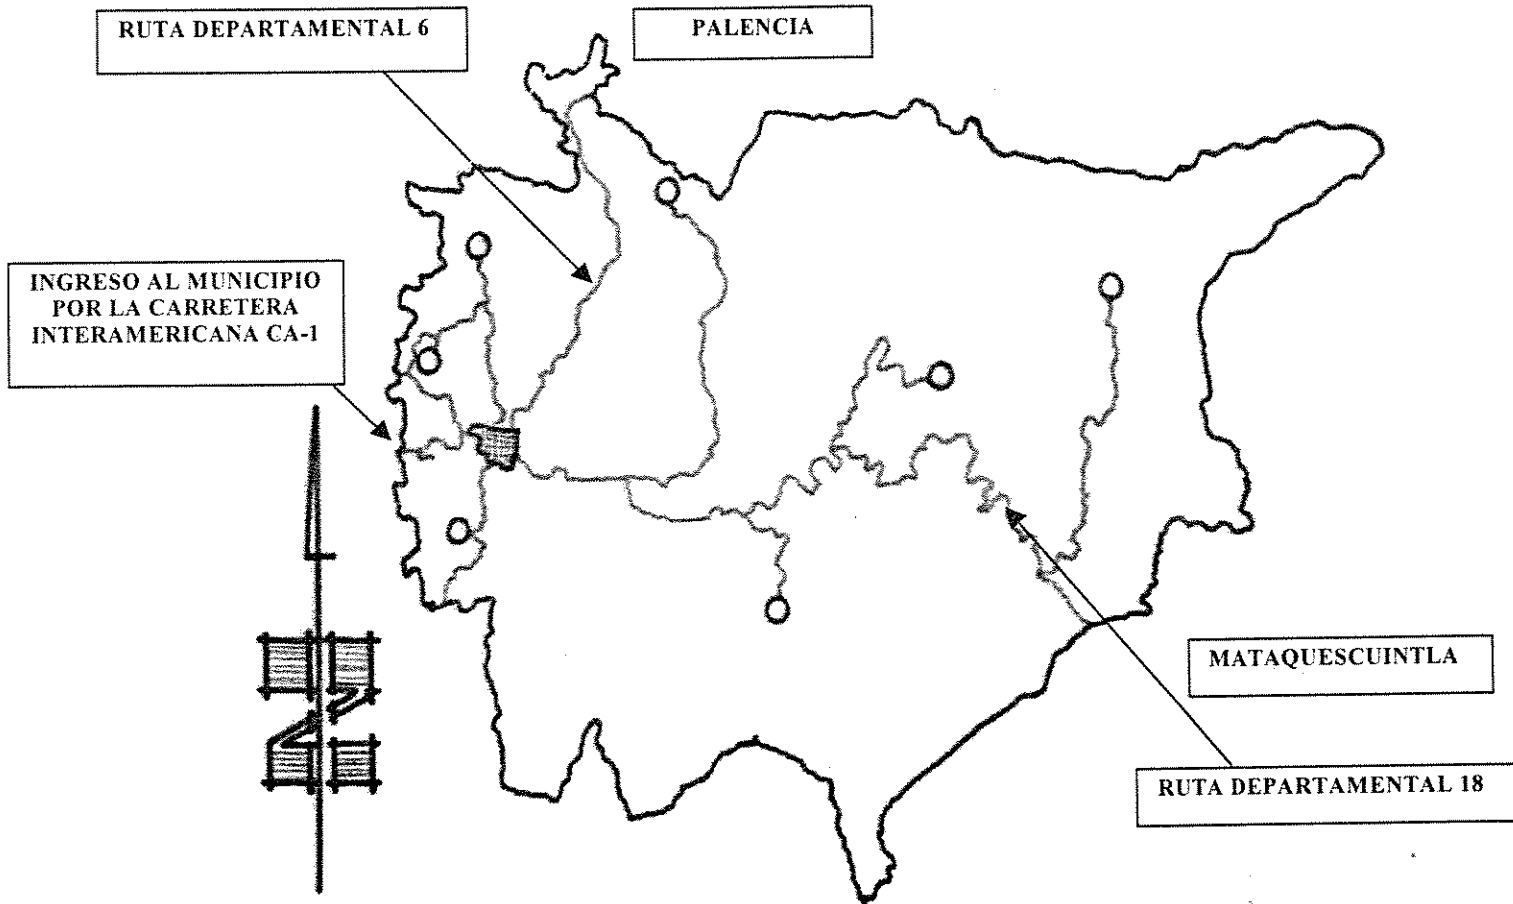 RUTA DEPARTAMENTAL 6
PALENCIA
INGRESO AL MUNICIPIO
POR LA CARRETERA
INTERAMERICANA CA-1
MATAQUESCUINTLA
RUTA DEPARTAMENTAL 18